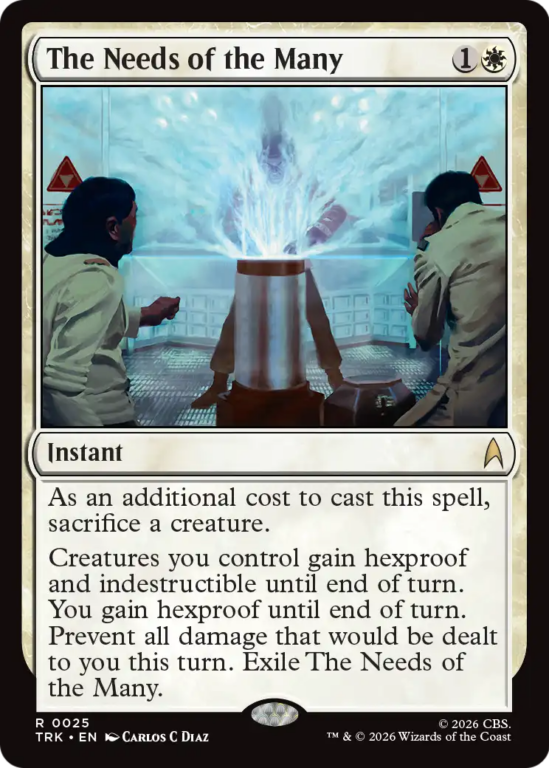 The Needs of the Many
1
Instant
As an additional cost to cast this spell,
sacrifice a creature.
Creatures you control gain hexproof
and indestructible until end of turn.
You gain hexproof until end of turn.
Prevent all damage that would be dealt
to you this turn. Exile The Needs of
the Many.
R 0025
TRK • EN Carlos C Diaz
© 2026 CBS.
™ & © 2026 Wizards of the Coast